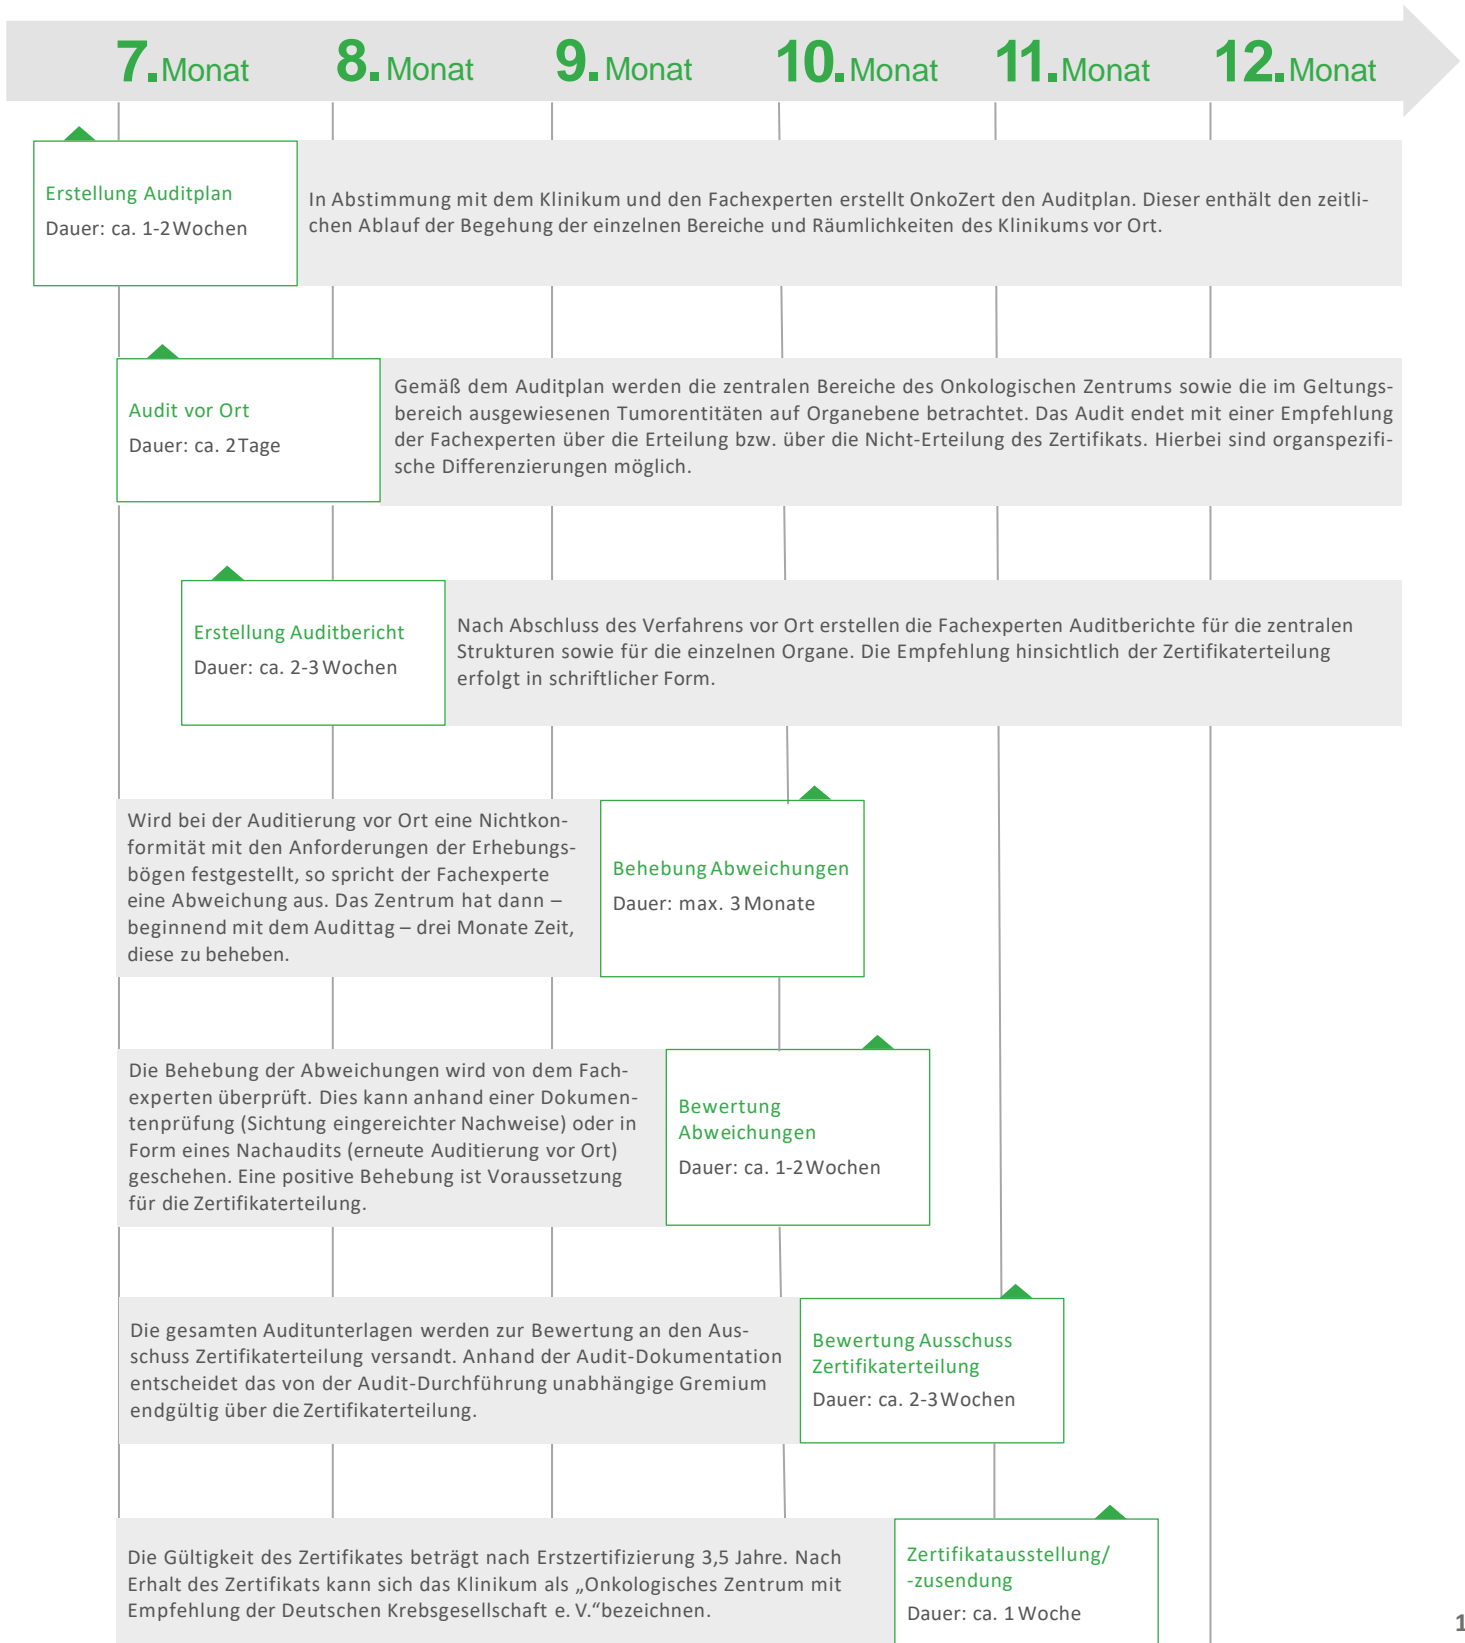 7. Monat 8. Monat 9. Monat 10. Monat 11. Monat 12. Monat
Erstellung Auditplan
Dauer: ca. 1-2 Wochen
In Abstimmung mit dem Klinikum und den Fachexperten erstellt OnkoZert den Auditplan. Dieser enthält den zeitli-
chen Ablauf der Begehung der einzelnen Bereiche und Räumlichkeiten des Klinikums vor Ort.
Audit vor Ort
Dauer: ca. 2 Tage
Gemäß dem Auditplan werden die zentralen Bereiche des Onkologischen Zentrums sowie die im Geltungs-
bereich ausgewiesenen Tumorentitäten auf Organebene betrachtet. Das Audit endet mit einer Empfehlung
der Fachexperten über die Erteilung bzw. über die Nicht-Erteilung des Zertifikats. Hierbei sind organspezifi-
sche Differenzierungen möglich.
Erstellung Auditbericht
Dauer: ca. 2-3 Wochen
Nach Abschluss des Verfahrens vor Ort erstellen die Fachexperten Auditberichte für die zentralen
Strukturen sowie für die einzelnen Organe. Die Empfehlung hinsichtlich der Zertifikaterteilung
erfolgt in schriftlicher Form.
Wird bei der Auditierung vor Ort eine Nichtkon-
formität mit den Anforderungen der Erhebungs-
bögen festgestellt, so spricht der Fachexperte
eine Abweichung aus. Das Zentrum hat dann –
beginnend mit dem Audittag – drei Monate Zeit,
diese zu beheben.
Behebung Abweichungen
Dauer: max. 3 Monate
Die Behebung der Abweichungen wird von dem Fach-
experten überprüft. Dies kann anhand einer Dokumen-
tenprüfung (Sichtung eingereichter Nachweise) oder in
Form eines Nachaudits (erneute Auditierung vor Ort)
geschehen. Eine positive Behebung ist Voraussetzung
für die Zertifikaterteilung.
Bewertung
Abweichungen
Dauer: ca. 1-2 Wochen
Die gesamten Auditunterlagen werden zur Bewertung an den Aus-
schuss Zertifikaterteilung versandt. Anhand der Audit-Dokumentation
entscheidet das von der Audit-Durchführung unabhängige Gremium
endgültig über die Zertifikaterteilung.
Bewertung Ausschuss
Zertifikaterteilung
Dauer: ca. 2-3 Wochen
Die Gültigkeit des Zertifikates beträgt nach Erstzertifizierung 3,5 Jahre. Nach
Erhalt des Zertifikats kann sich das Klinikum als „Onkologisches Zentrum mit
Empfehlung der Deutschen Krebsgesellschaft e. V.“bezeichnen.
Zertifikatausstellung/
-zusendung
Dauer: ca. 1 Woche
1